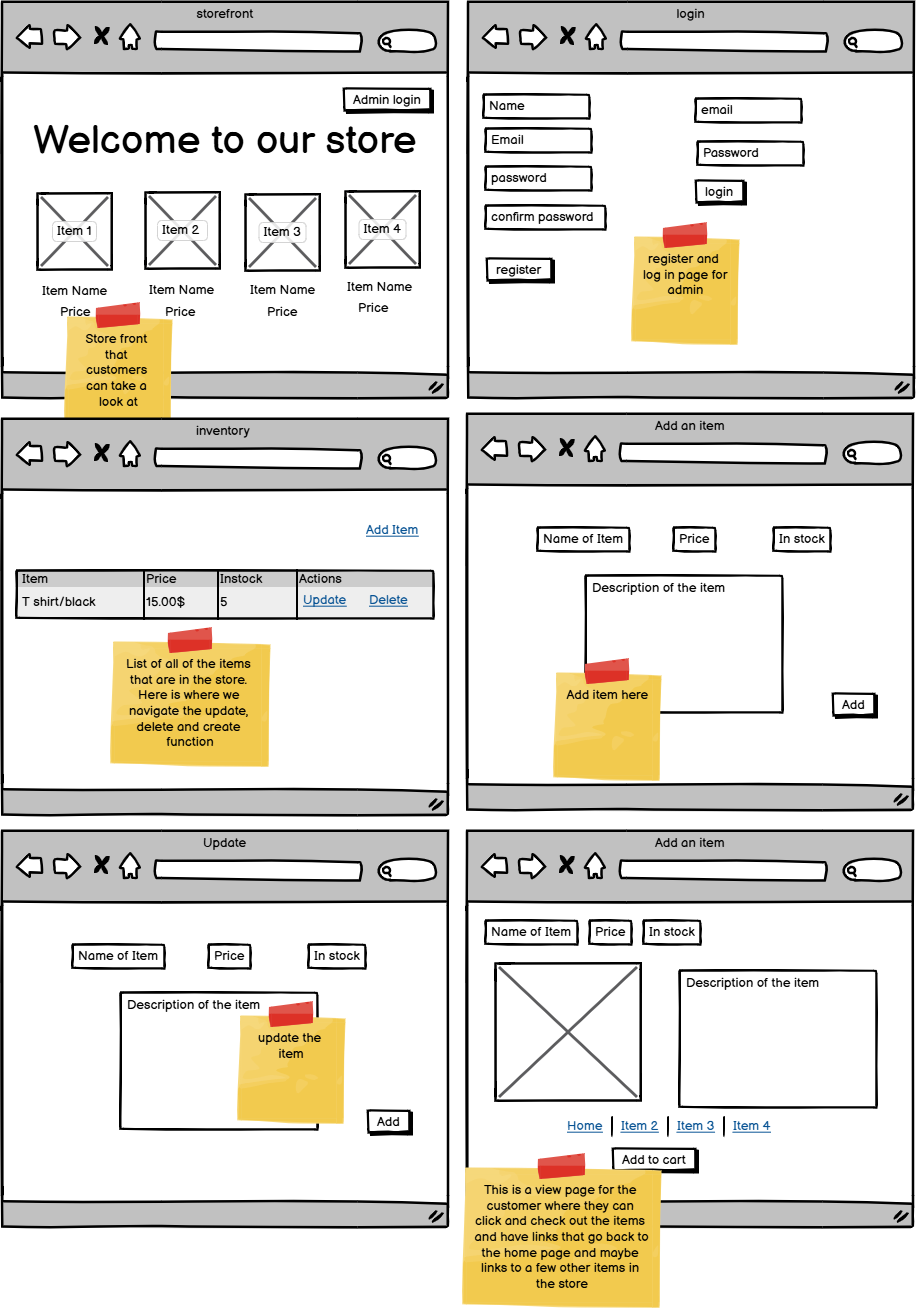 storefront
Admin login
Welcome to our store
Item 1
Item 2
Item 3
Item 4
Item Name
Item Name
Item Name
Item Name
Price
Price
Price
Price
Store front
that
customers
can take a
look at
login
Name
Email
password
confirm password
register
email
Password
login
register and
log in page for
admin
inventory
Add Item
Item Price Instock Actions
T shirt/black 15.00$ 5 Update Delete
List of all of the items
that are in the store.
Here is where we
navigate the update,
delete and create
function
Add an item
Name of Item Price In stock
Description of the item
Add item here
Add
Update
Name of Item Price In stock
Description of the item
update the
item
Add
Add an item
Name of Item Price In stock
Description of the item
Home Item 2 Item 3 Item 4
Add to cart
This is a view page for the
customer where they can
click and check out the items
and have links that go back to
the home page and maybe
links to a few other items in
the store